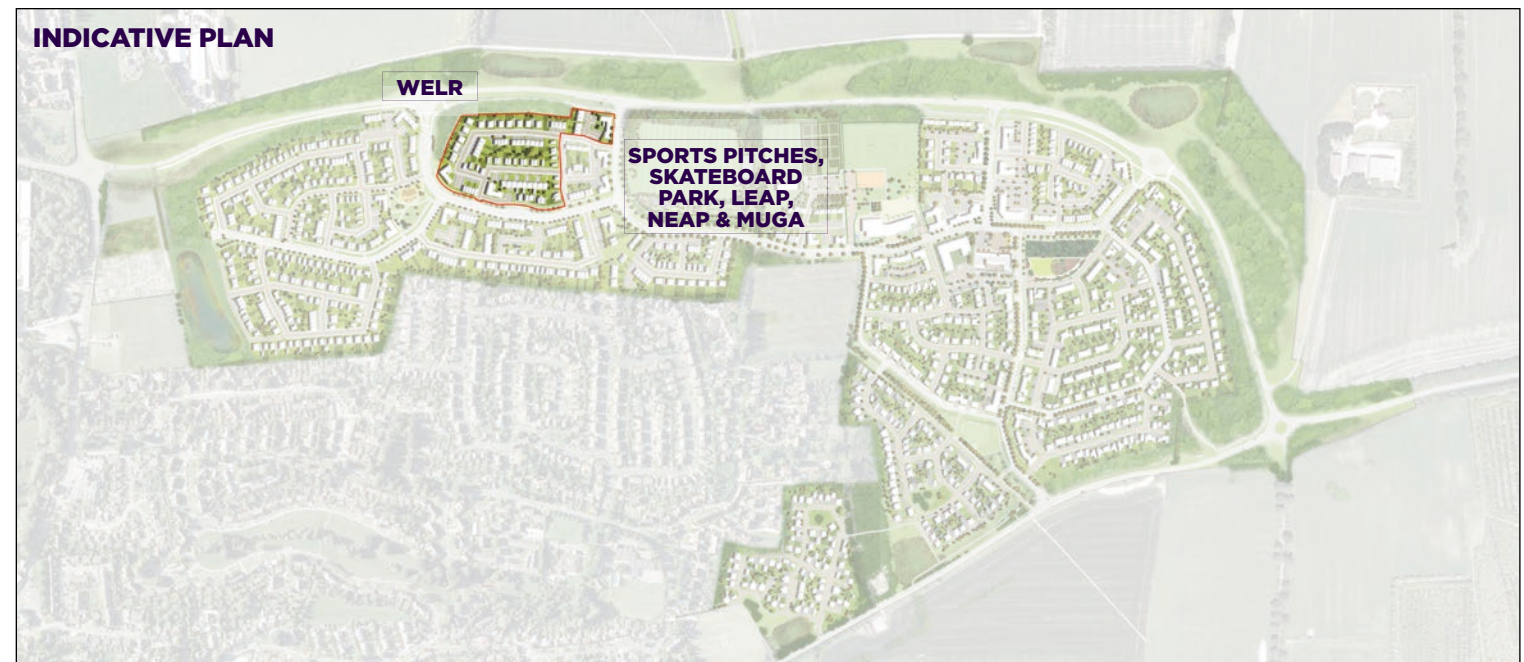 INDICATIVE PLAN
WELR
SPORTS PITCHES,
SKATEBOARD
PARK, LEAP,
NEAP & MUGA